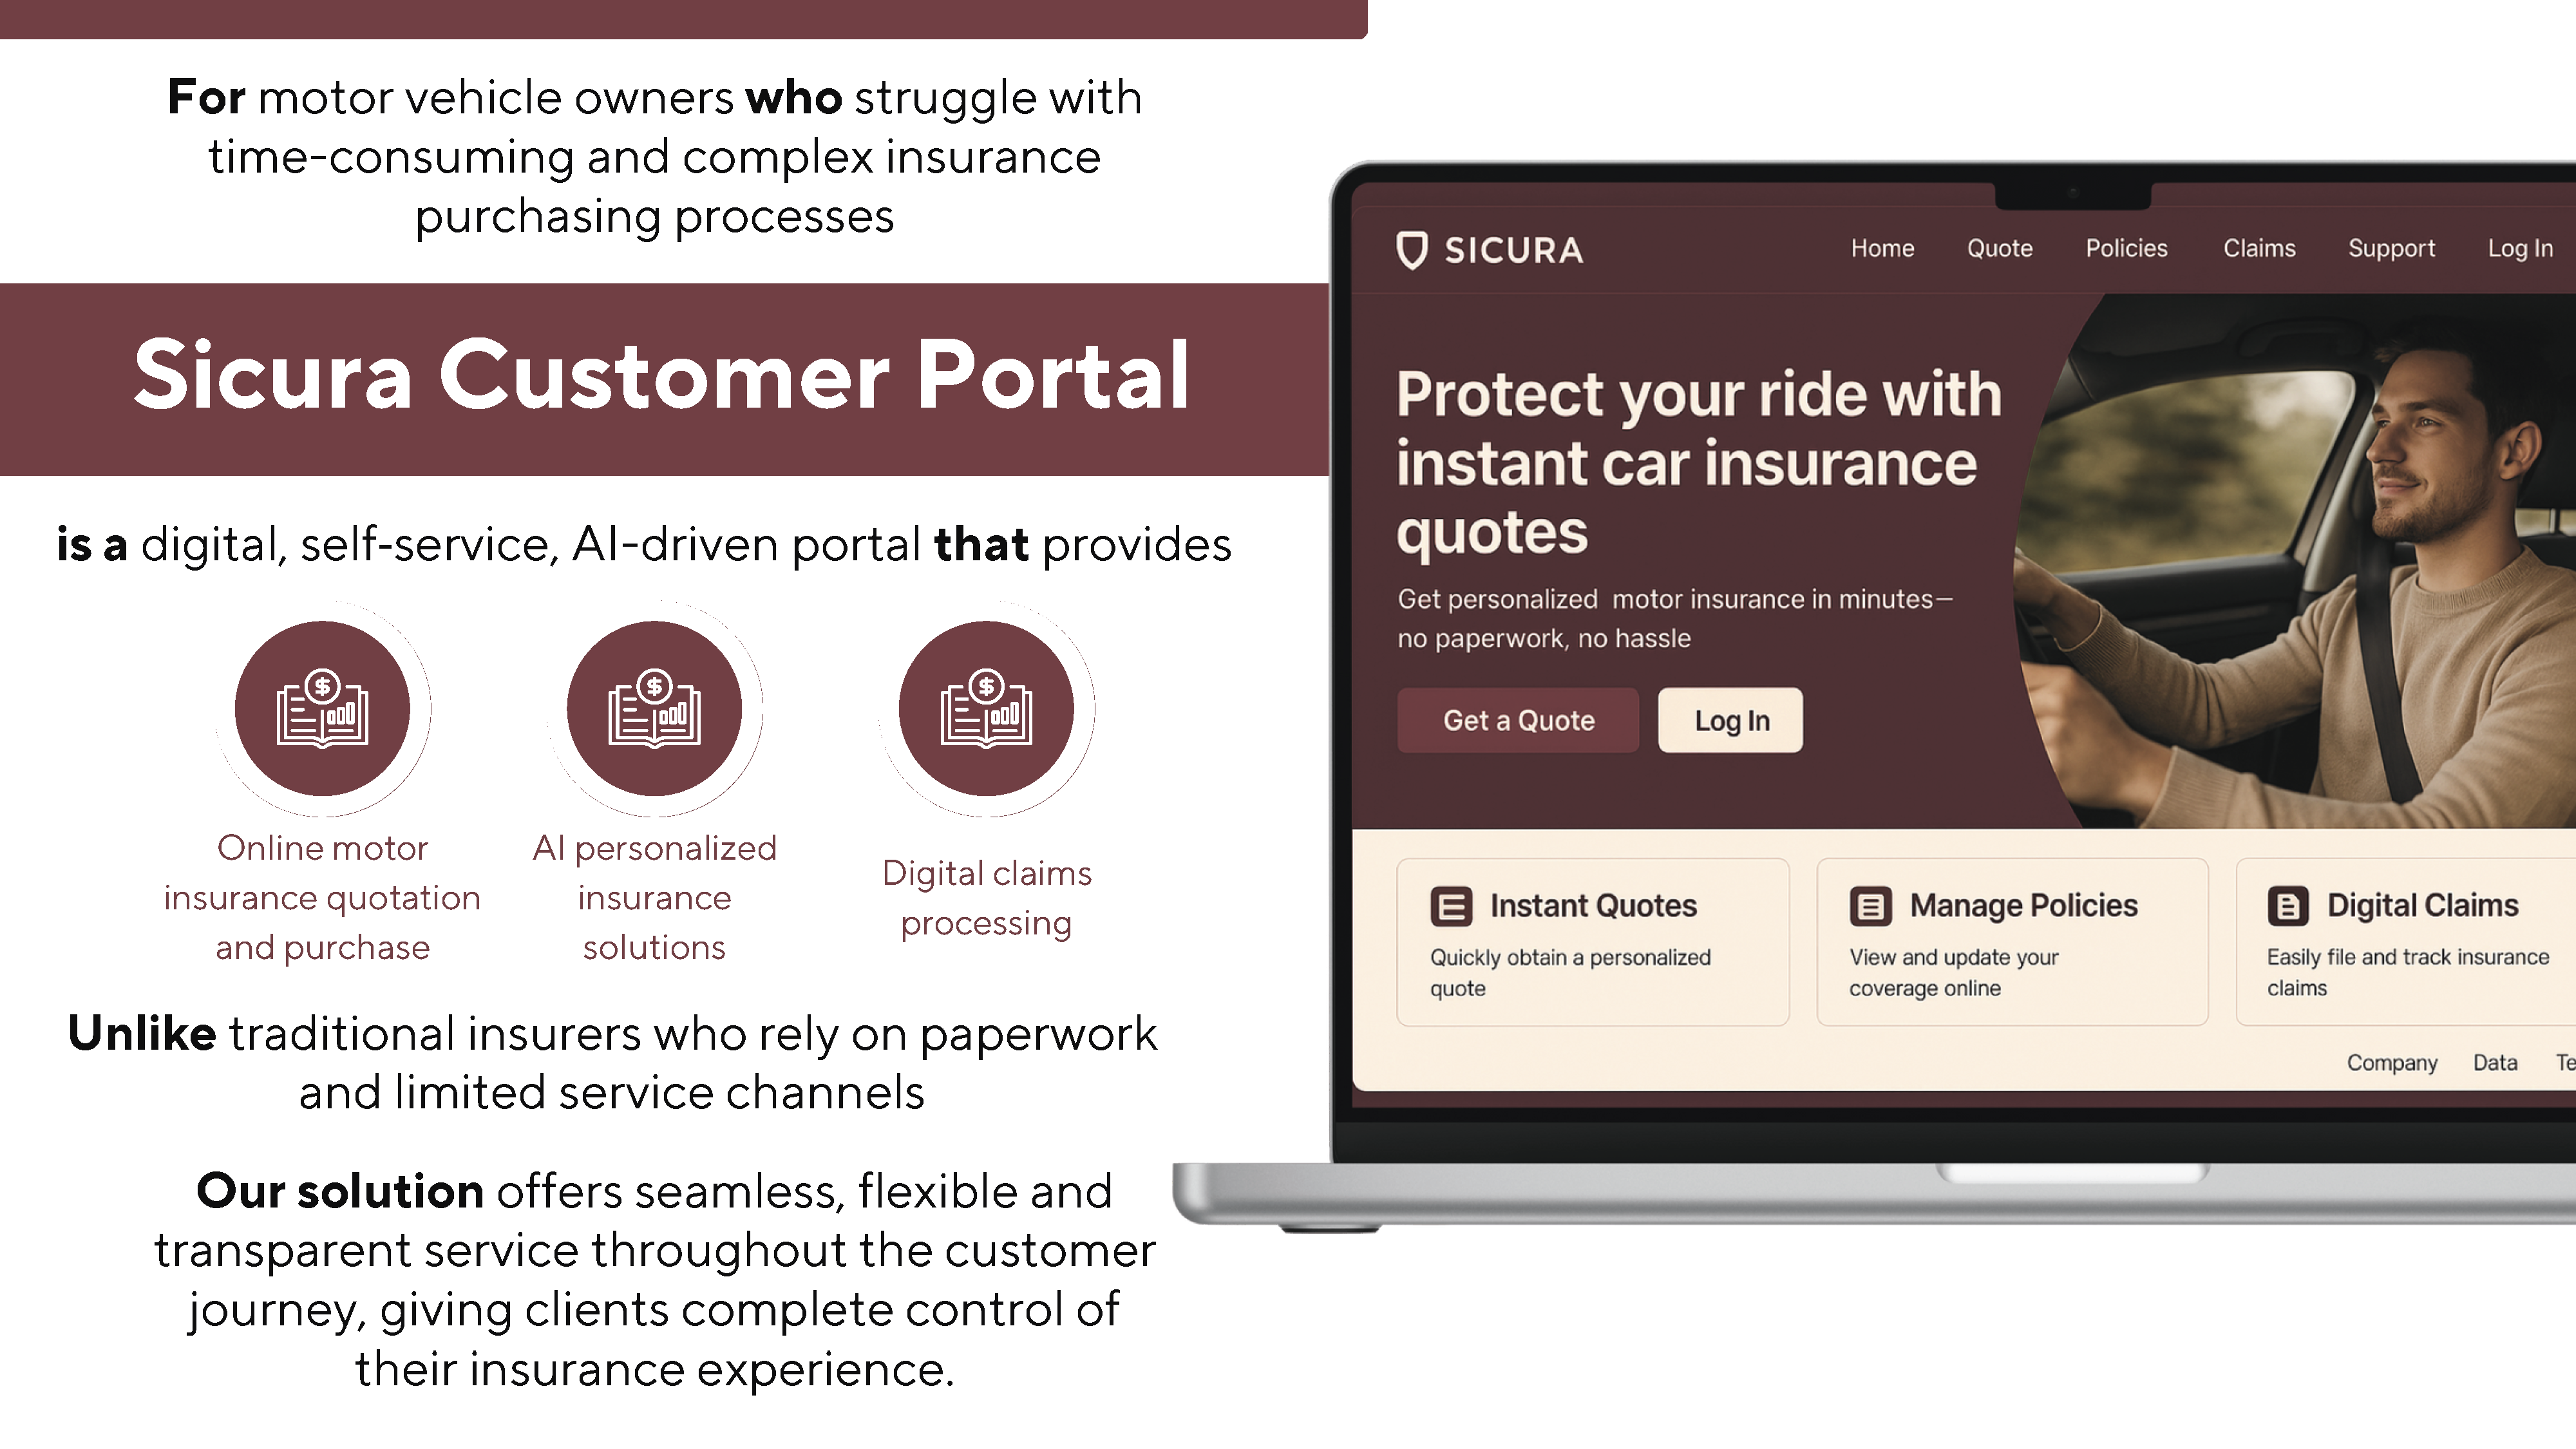 For motor vehicle owners who struggle with
time-consuming and complex insurance
purchasing processes
Sicura Customer Portal
is a digital, self-service, AI-driven portal that provides
$
$
$
Online motor
insurance quotation
and purchase
AI personalized
insurance
solutions
Digital claims
processing
Unlike traditional insurers who rely on paperwork
and limited service channels
Our solution offers seamless, flexible and
transparent service throughout the customer
journey, giving clients complete control of
their insurance experience.
SICURA
Home Quote Policies Claims Support Log In
Protect your ride with
instant car insurance
quotes
Get personalized motor insurance in minutes—
no paperwork, no hassle
Get a Quote
Log In
Instant Quotes
Quickly obtain a personalized
quote
Manage Policies
View and update your
coverage online
Digital Claims
Easily file and track insurance
claims
Company Data Te